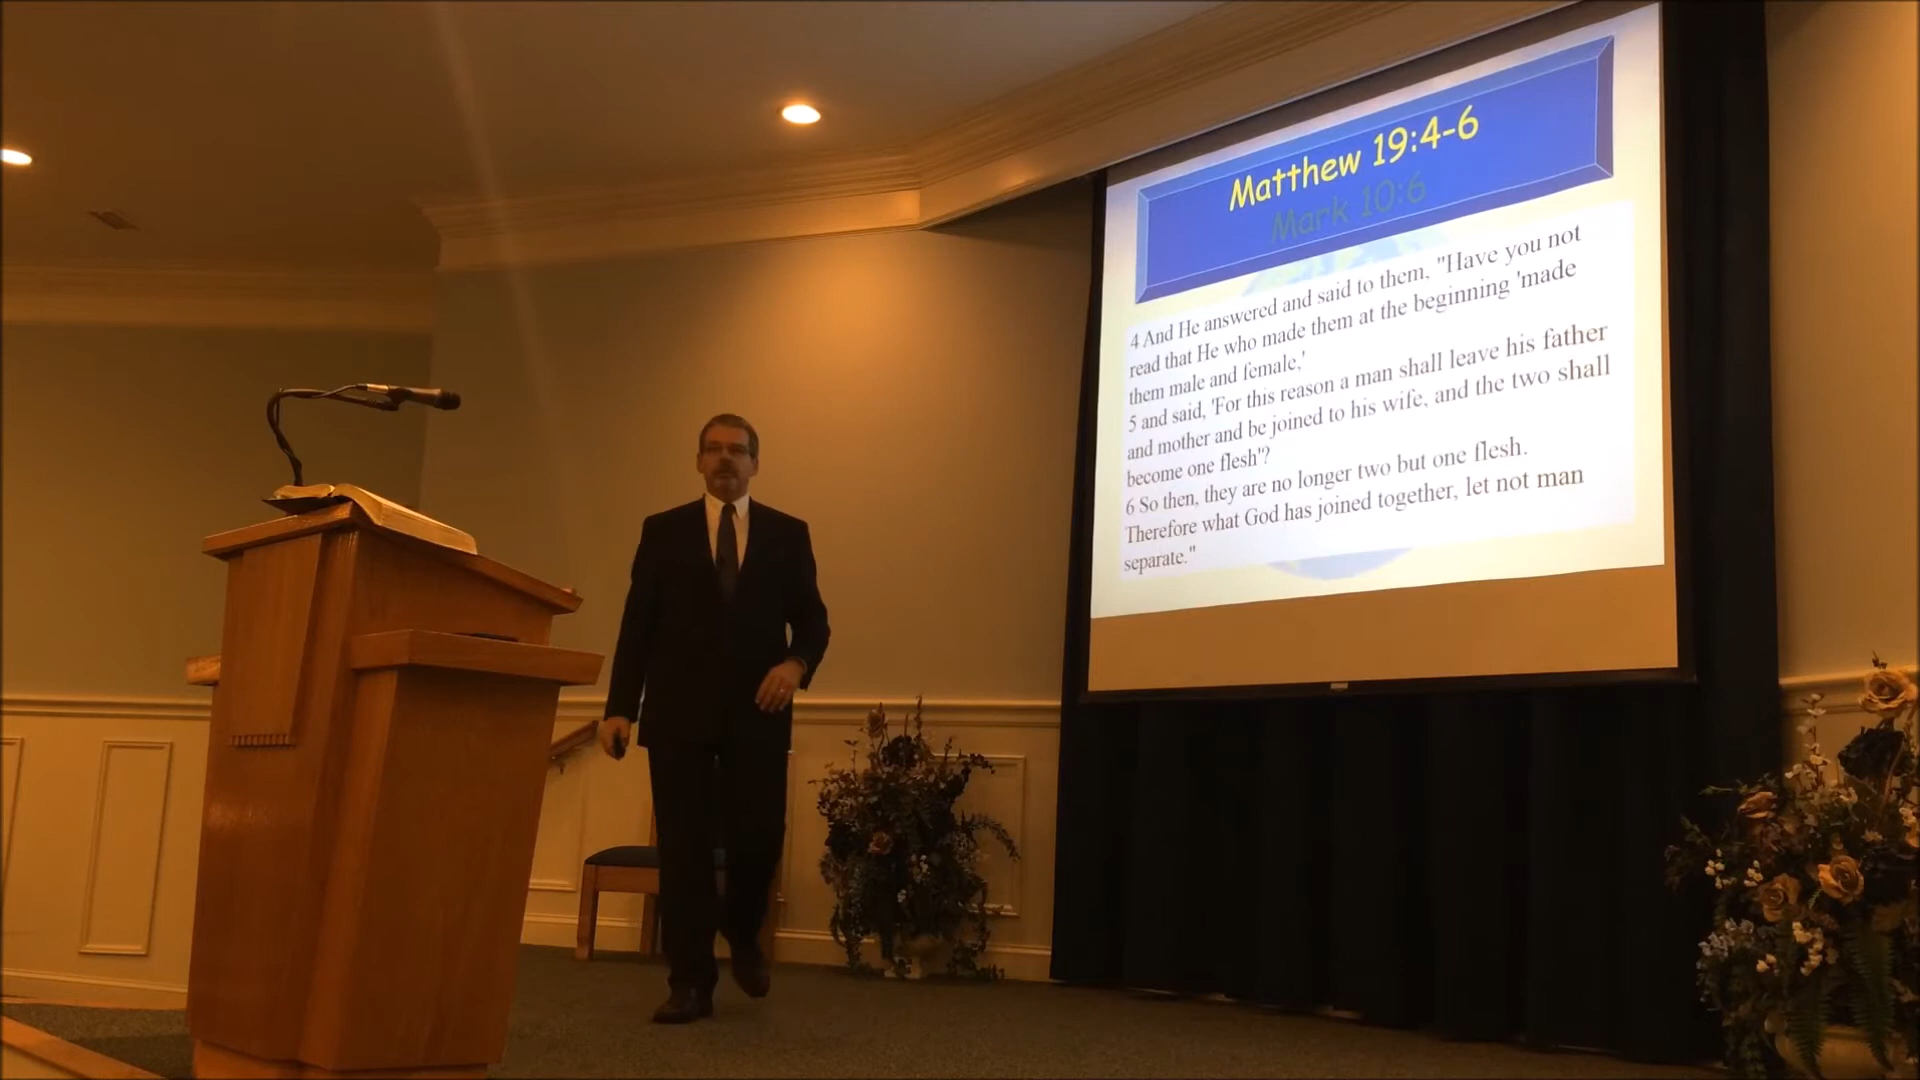 Matthew 19:4-6
Mark 10:6
4 And He answered and said to them, "Have you not
read that He who made them at the beginning 'made
them male and female,'
5 and said, 'For this reason a man shall leave his father
and mother and be joined to his wife, and the two shall
become one flesh'?
6 So then, they are no longer two but one flesh.
Therefore what God has joined together, let not man
separate."